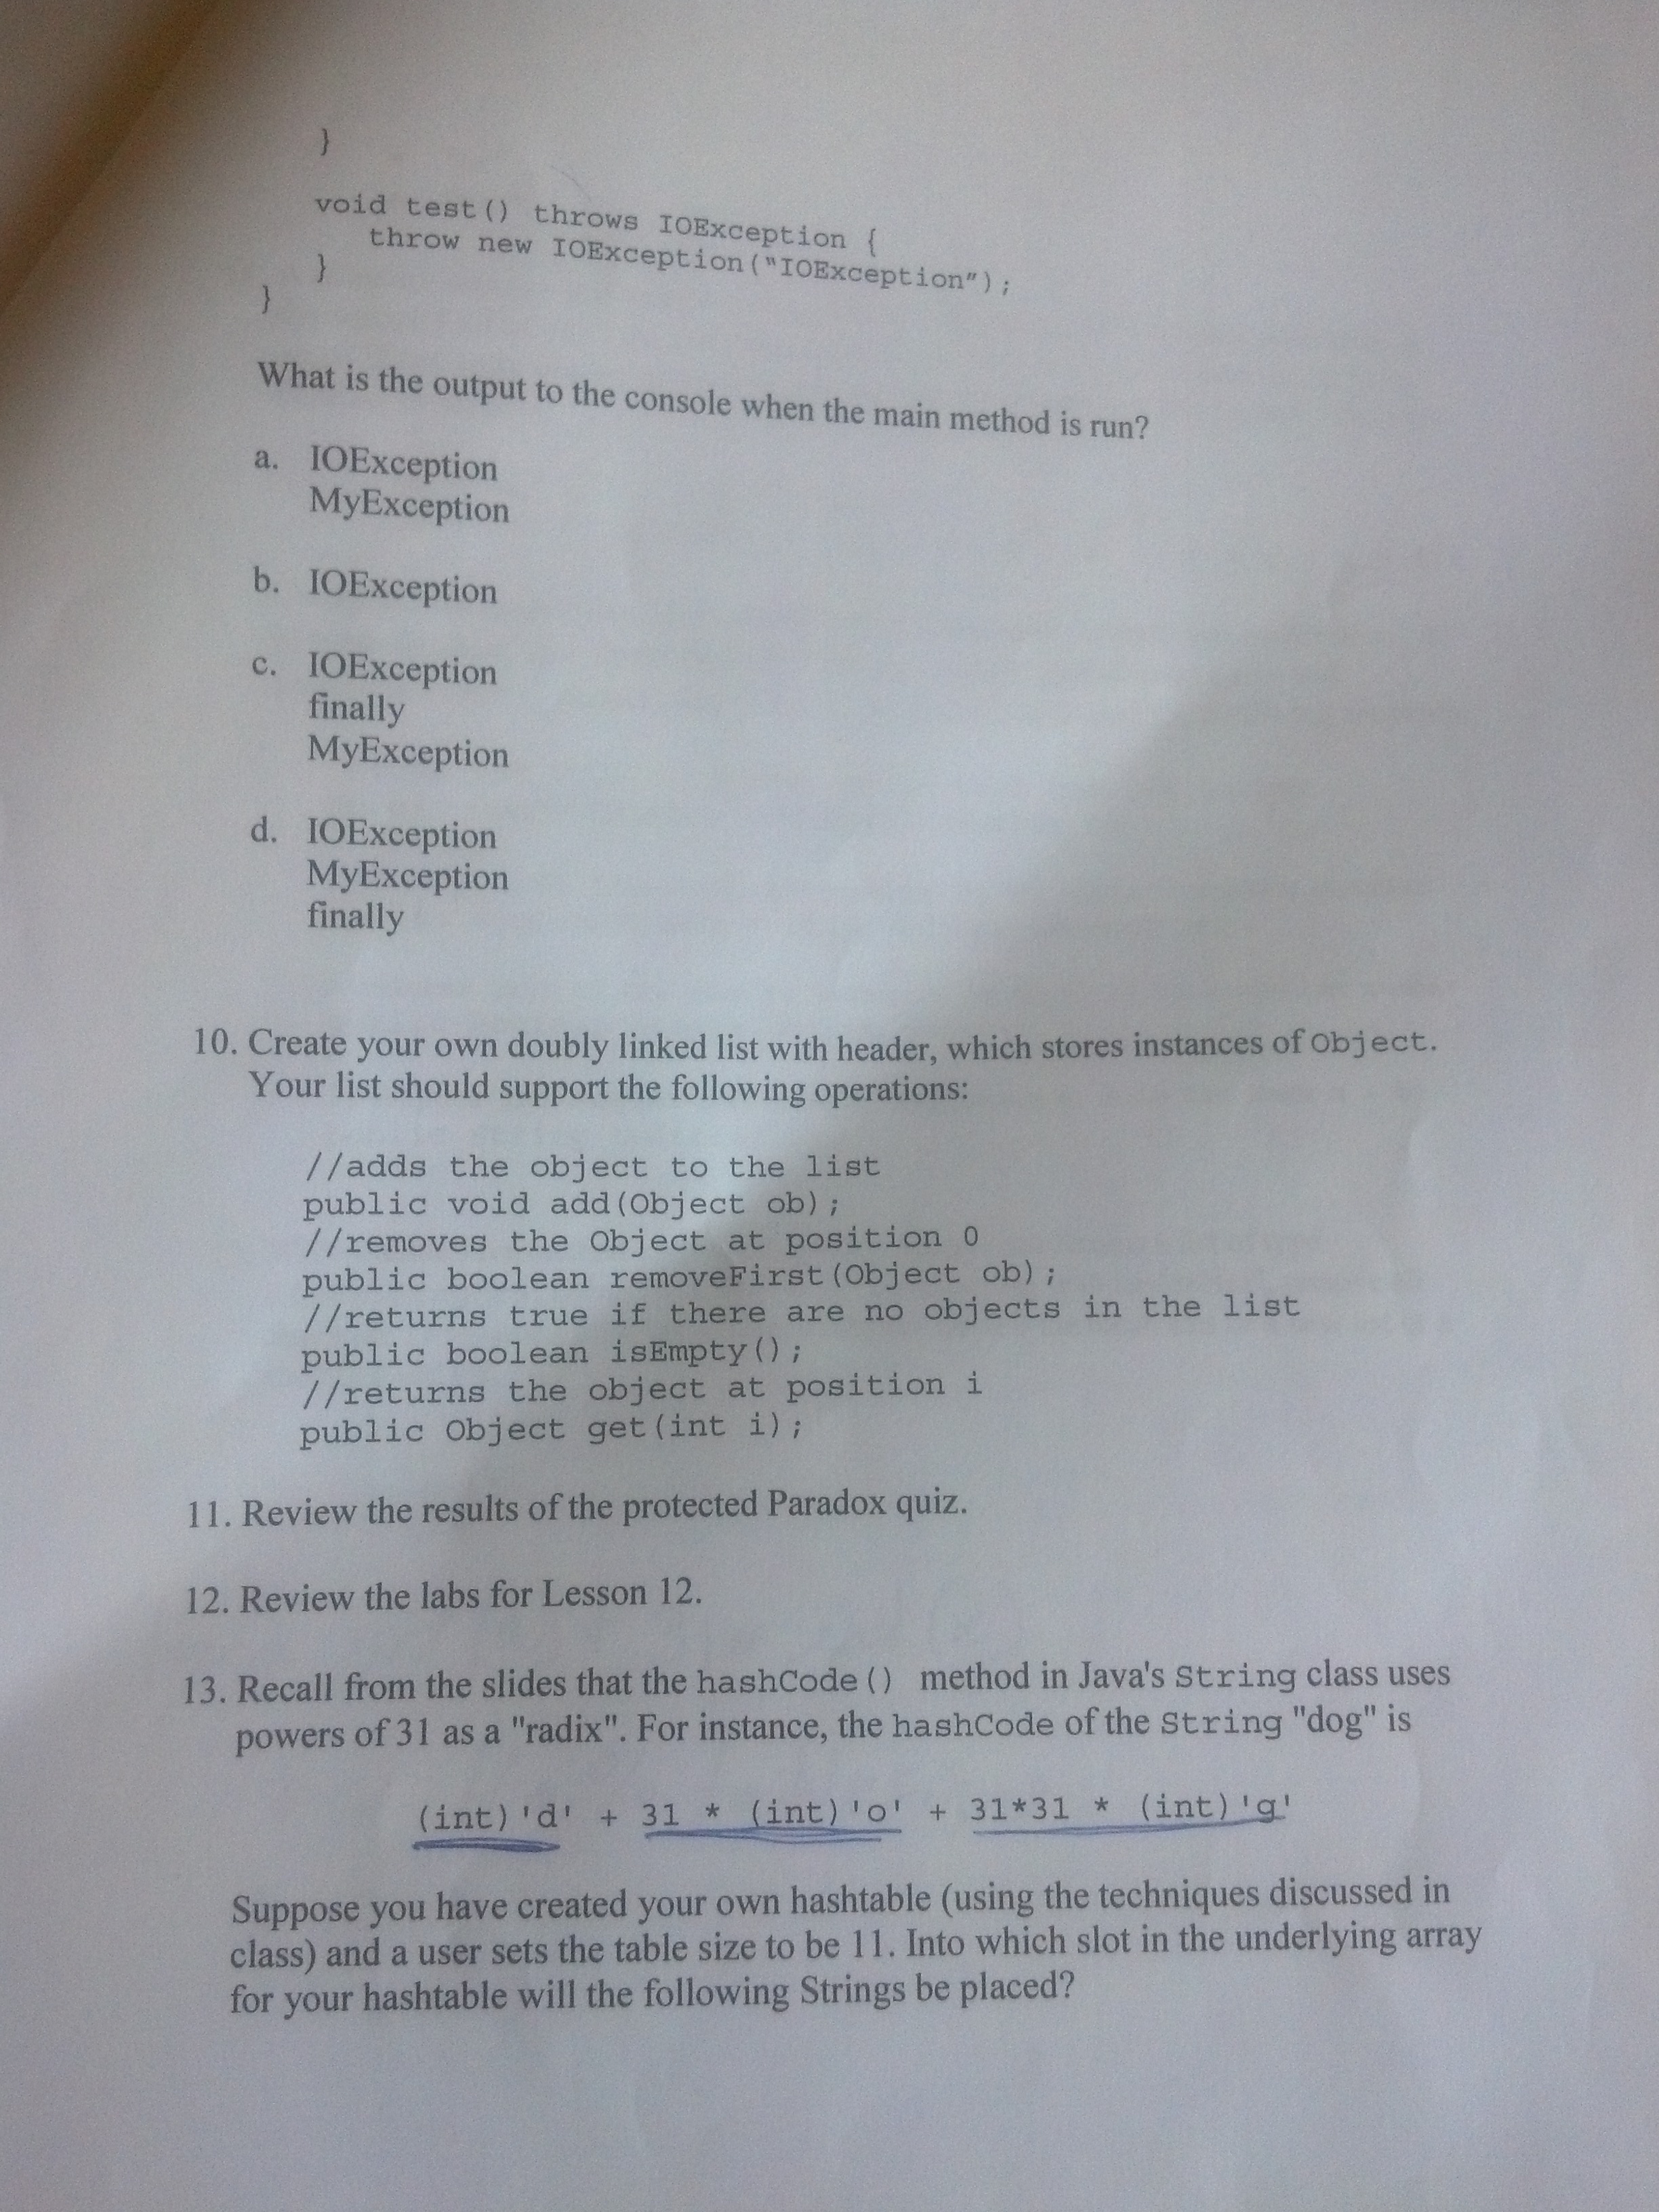 }
void test() throws IOException {
throw new IOException("IOException");
}
}
What is the output to the console when the main method is run?
a. IOException
MyException
b. IOException
c. IOException
finally
MyException
d. IOException
MyException
finally
10. Create your own doubly linked list with header, which stores instances of Object.
Your list should support the following operations:
//adds the object to the list
public void add(Object ob);
//removes the Object at position 0
public boolean removeFirst(Object ob);
//returns true if there are no objects in the list
public boolean isEmpty();
//returns the object at position i
public Object get(int i);
11. Review the results of the protected Paradox quiz.
12. Review the labs for Lesson 12.
13. Recall from the slides that the hashCode() method in Java's String class uses
powers of 31 as a "radix". For instance, the hashCode of the String "dog" is
(int)'d' + 31 * (int)'o' + 31*31 * (int)'g'
Suppose you have created your own hashtable (using the techniques discussed in
class) and a user sets the table size to be 11. Into which slot in the underlying array
for your hashtable will the following Strings be placed?